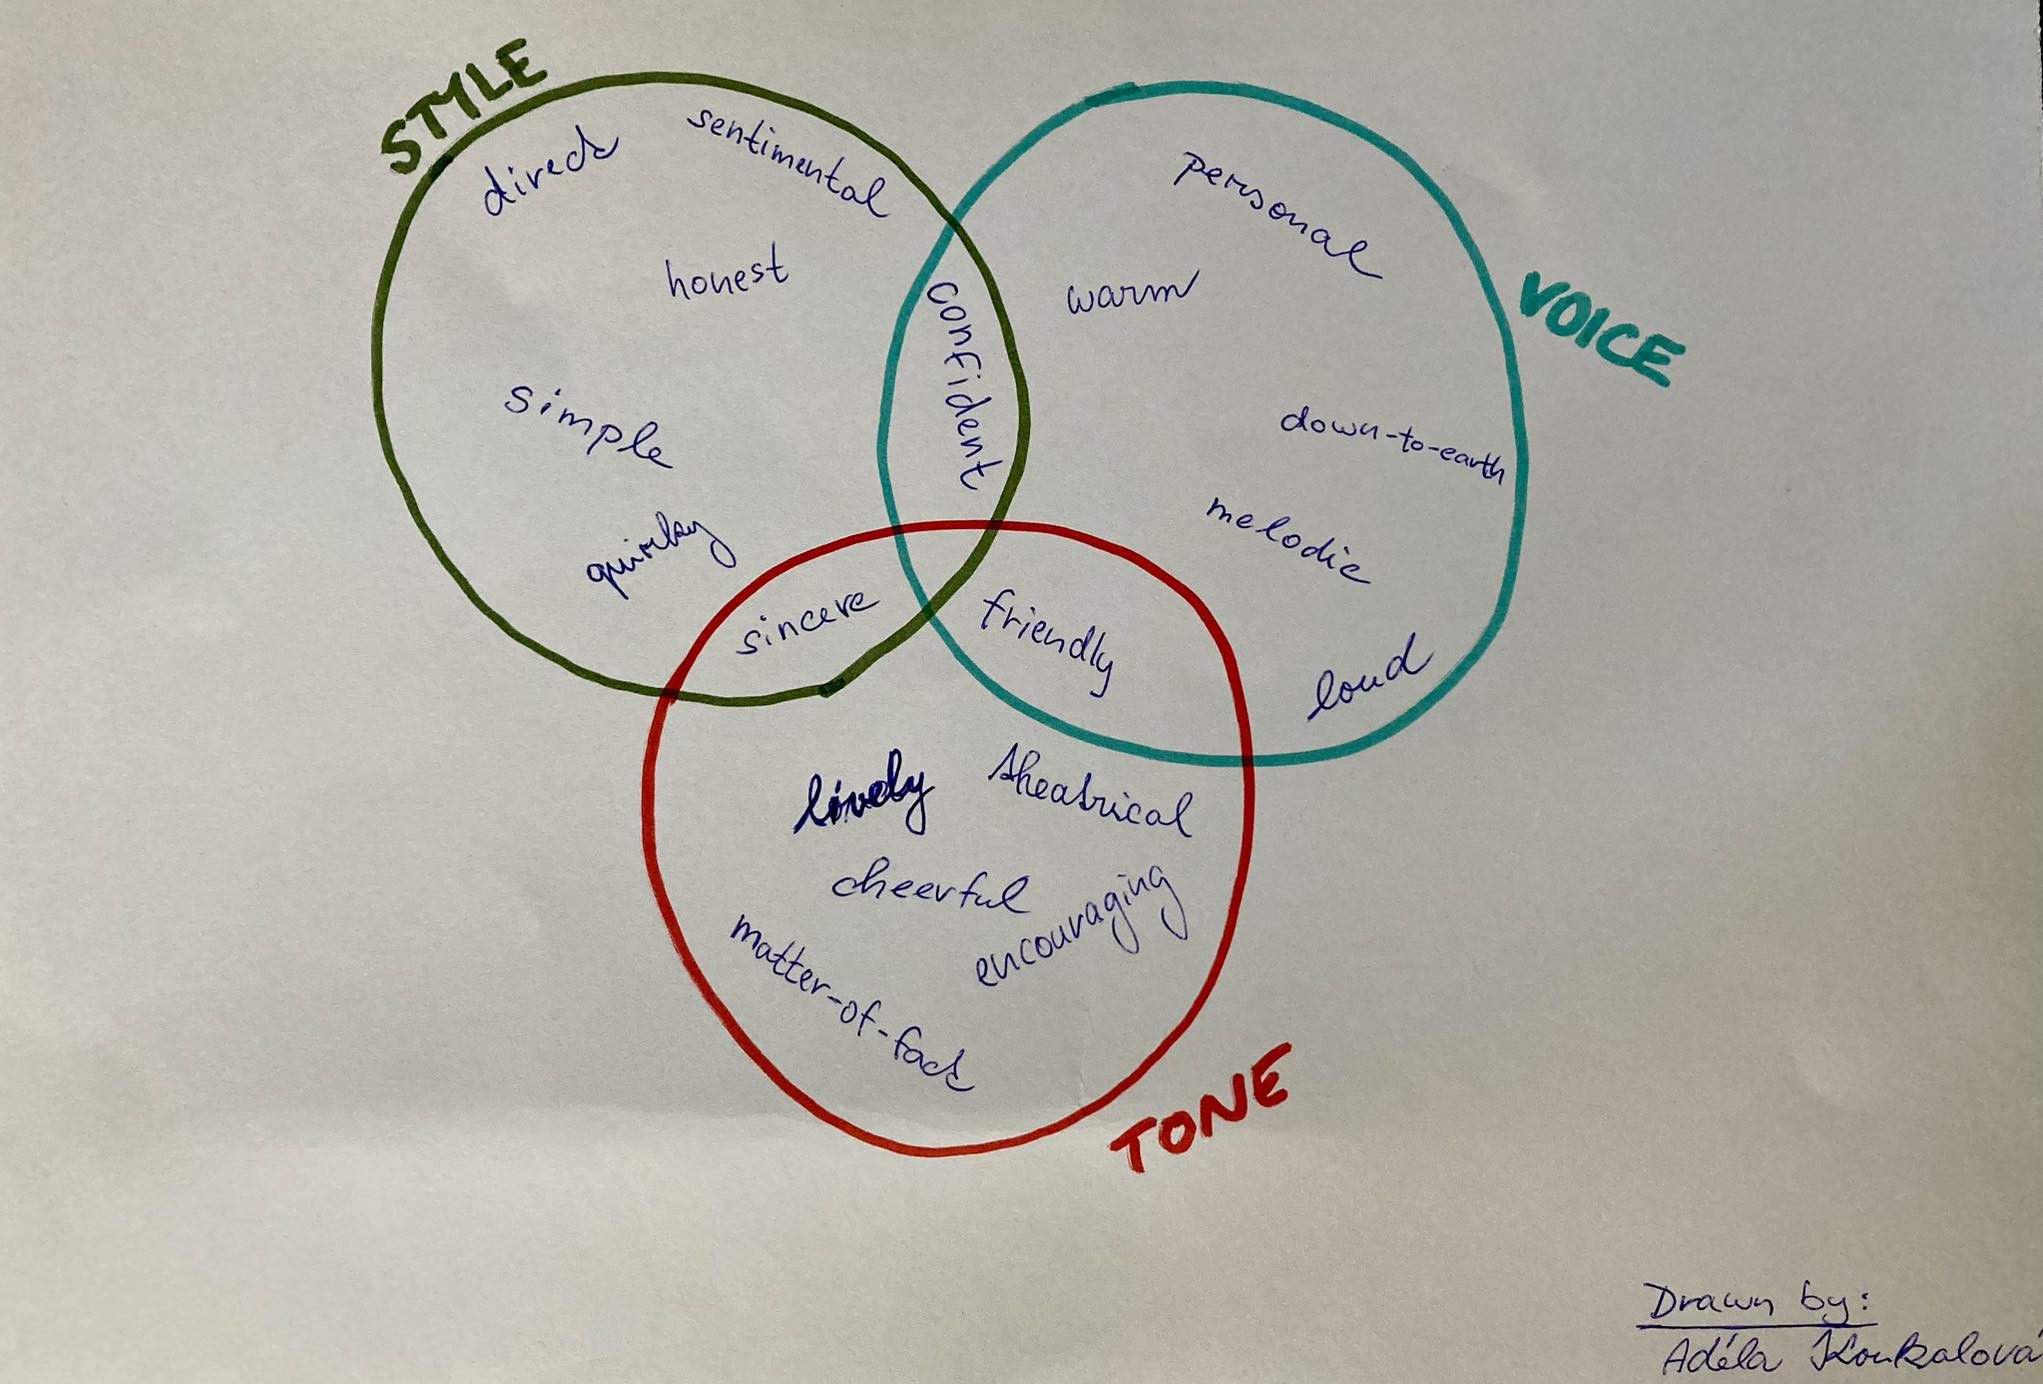 STYLE
direct
sentimental
honest
simple
quirky
confident
personal
warm
VOICE
down-to-earth
melodic
loud
sincere
friendly
lively
theatrical
cheerful
encouraging
matter-of-fact
TONE
Drawn by:
Adéla Koukalová